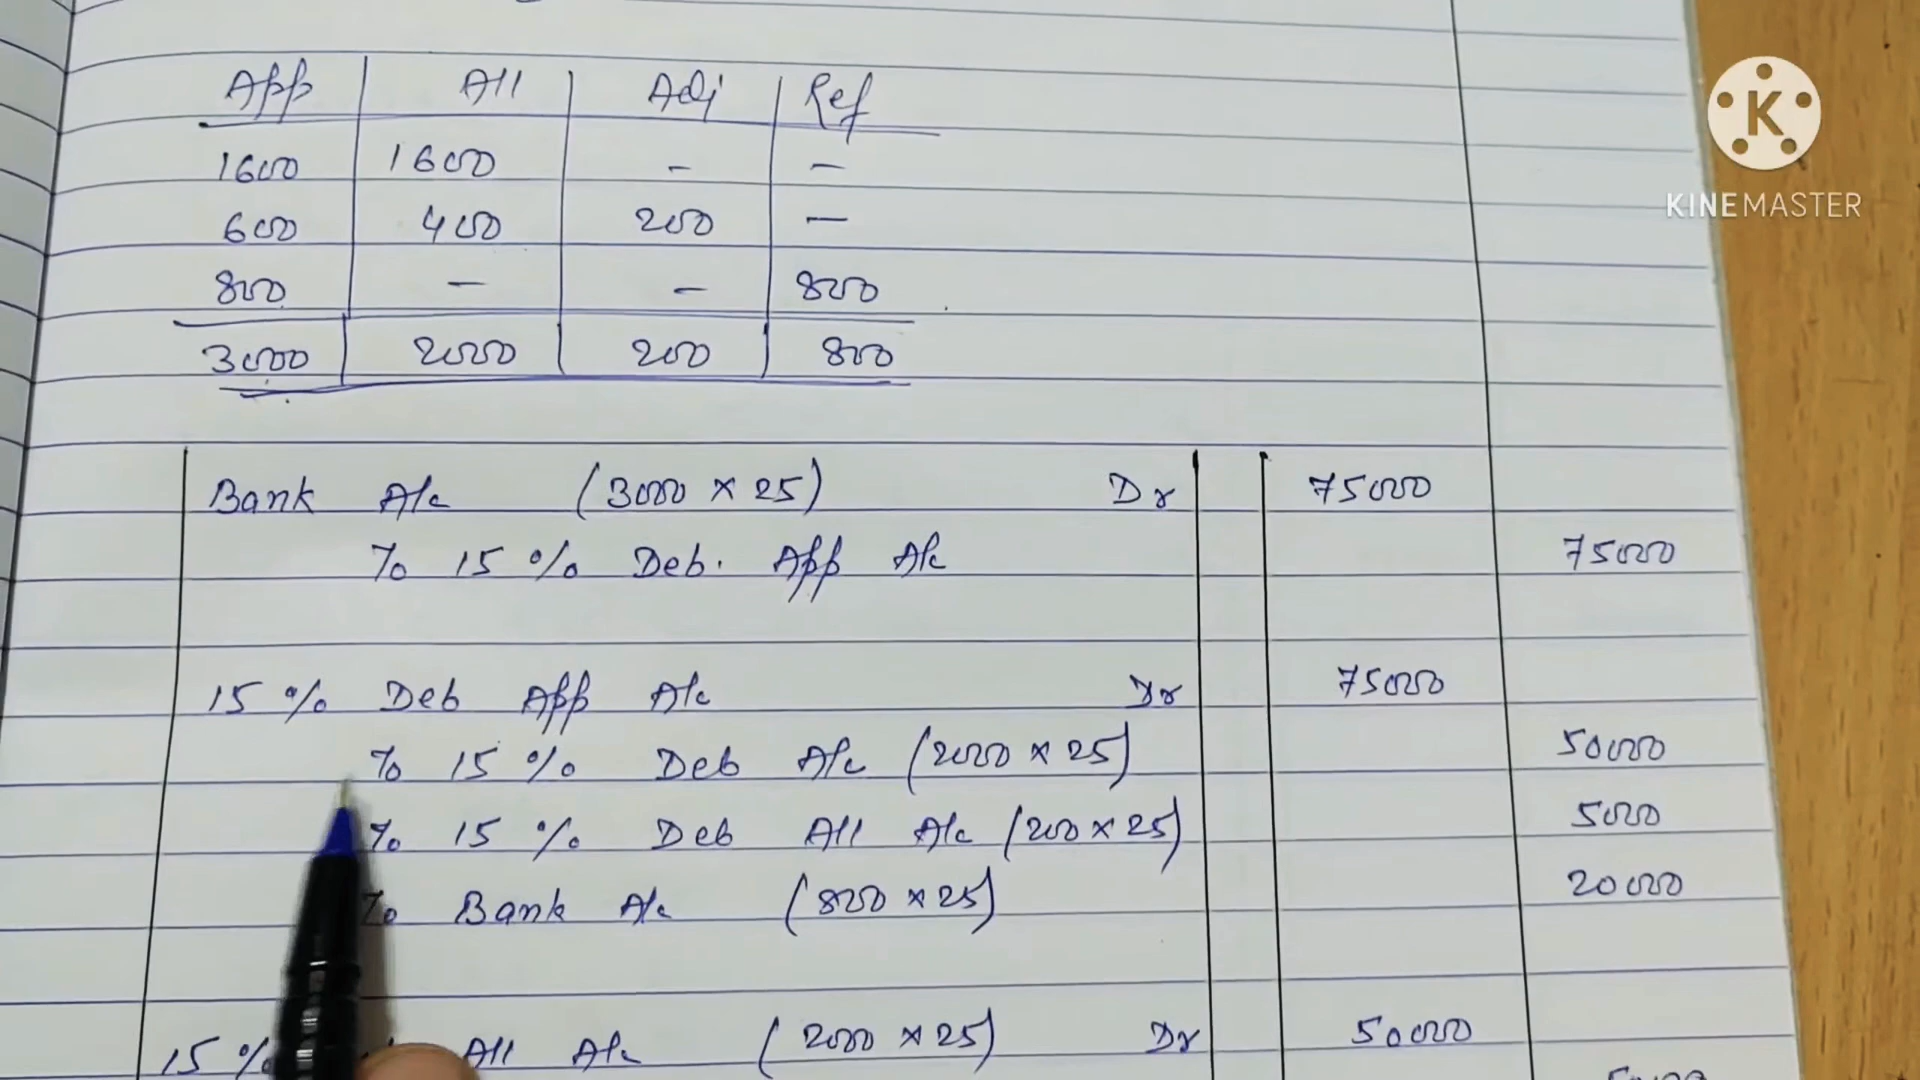 K
KINEMASTER
App All Adj Ref
1600 1600 - -
600 400 200 -
800 - - 800
3000 2000 200 800
Bank A/c (3000 × 25) Dr 75000
To 15 % Deb. App A/c 75000
15 % Deb App A/c Dr 75000
To 15 % Deb A/c (2000 × 25) 50000
To 15 % Deb All A/c (200 × 25) 5000
To Bank A/c (800 × 25) 20000
15 % All A/c (2000 × 25) Dr 50000